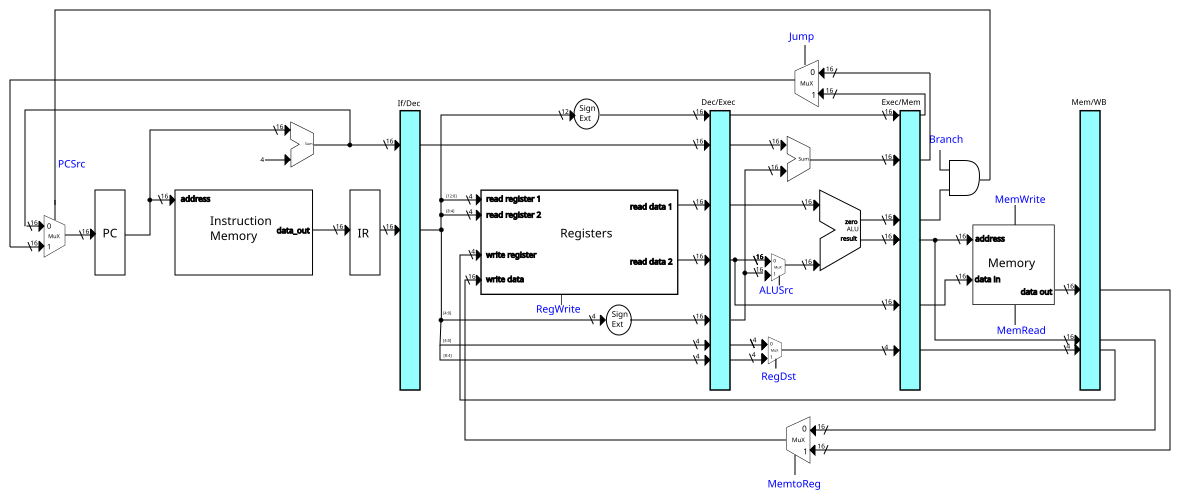 Jump
16
0
MuX
1
16
If/Dec
Dec/Exec
Exec/Mem
Mem/WB
12
Sign
Ext
16
16
16
Sum
4
16
16
16
Sum
16
Branch
PCSrc
16
address
Instruction
Memory
data_out
16
IR
16
PC
16
16
0
MuX
1
16
[12:8]
4
read register 1
4
read register 2
Registers
read data 1
16
read data 2
16
4
write register
16
write data
RegWrite
16
16
zero
ALU
result
16
16
16
16
0
MuX
1
ALUSrc
16
MemWrite
16
address
Memory
16
data in
data out
16
MemRead
4
Sign
Ext
16
4
4
4
4
0
MuX
1
RegDst
4
16
4
16
0
MuX
1
16
MemtoReg